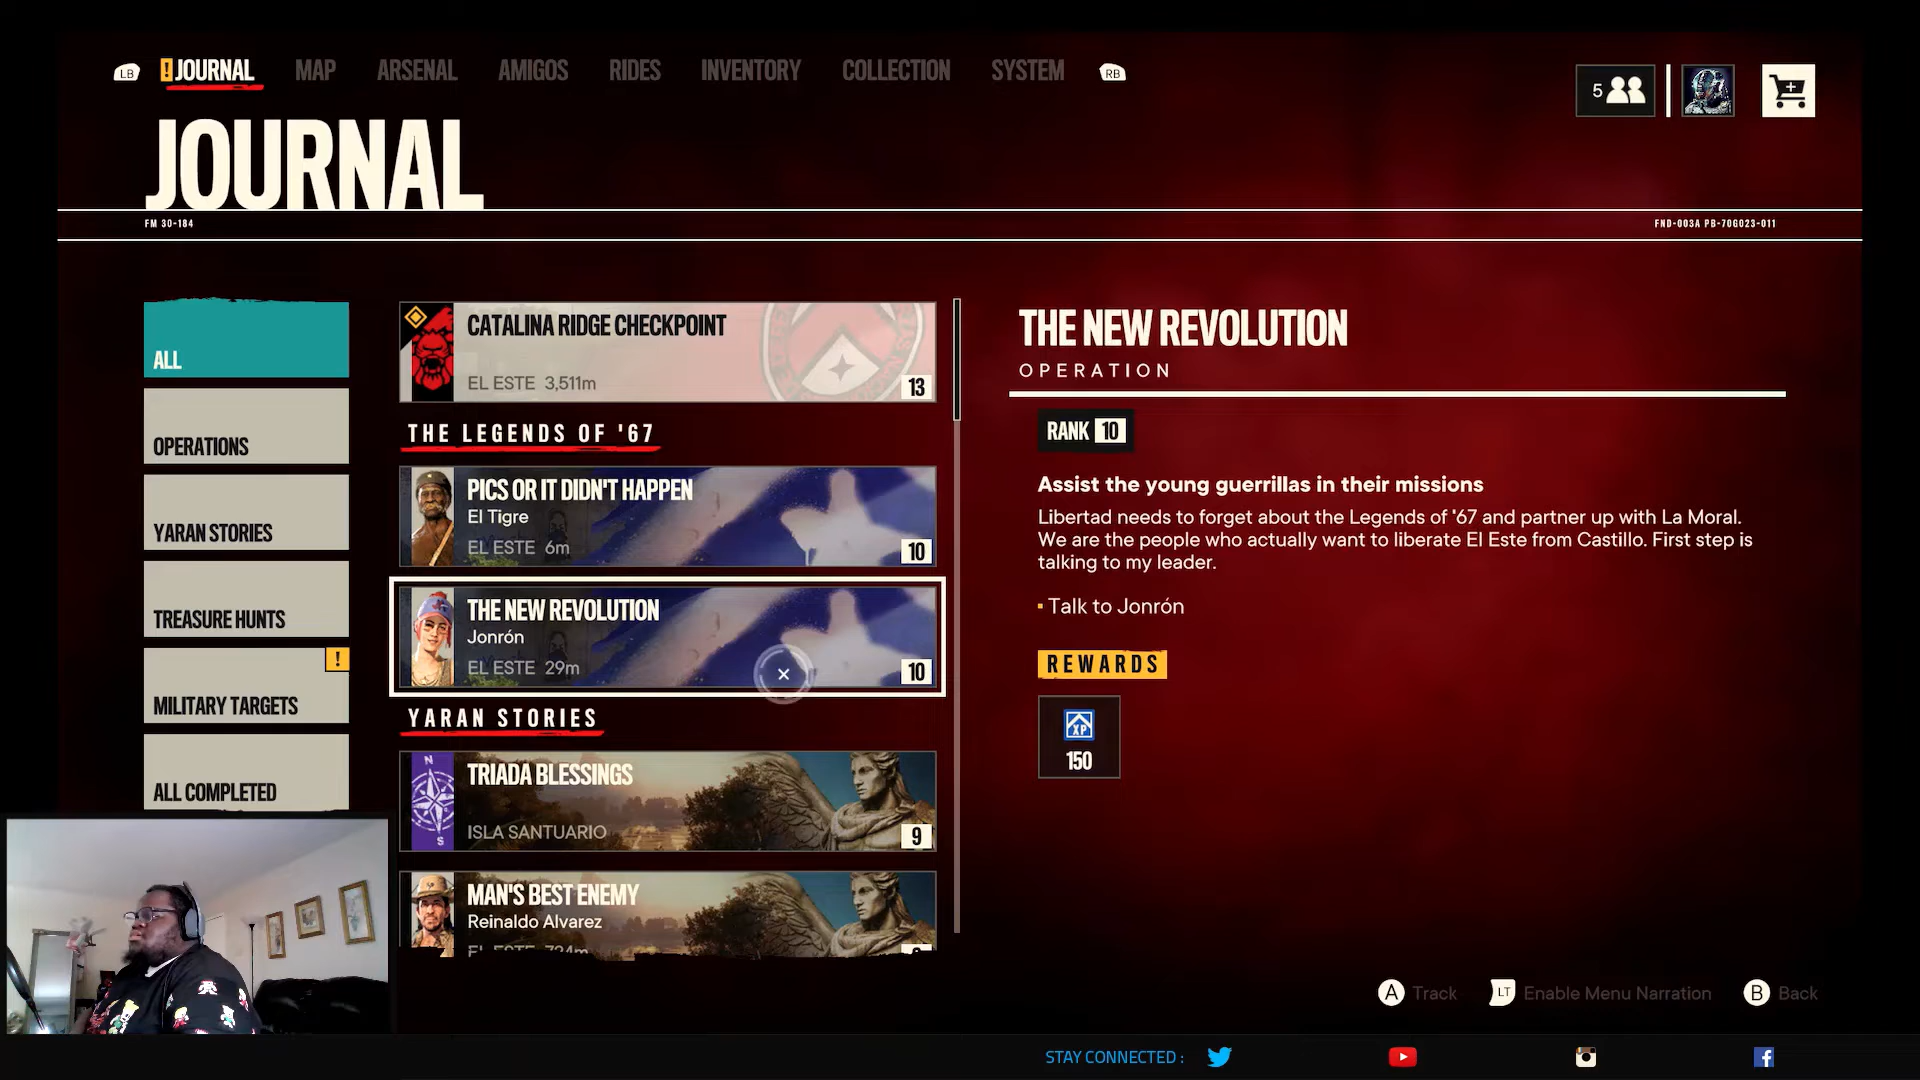 LB
! JOURNAL
MAP
ARSENAL
AMIGOS
RIDES
INVENTORY
COLLECTION
SYSTEM
RB
5
JOURNAL
FM 30-184
FND-003A PB-70G023-011
ALL
OPERATIONS
YARAN STORIES
TREASURE HUNTS
!
MILITARY TARGETS
ALL COMPLETED
CATALINA RIDGE CHECKPOINT
EL ESTE 3,511m
13
THE LEGENDS OF '67
PICS OR IT DIDN'T HAPPEN
El Tigre
EL ESTE 6m
10
THE NEW REVOLUTION
Jonrón
EL ESTE 29m
10
YARAN STORIES
TRIADA BLESSINGS
ISLA SANTUARIO
9
N
S
MAN'S BEST ENEMY
Reinaldo Alvarez
EL ESTE 724m
THE NEW REVOLUTION
OPERATION
RANK 10
Assist the young guerrillas in their missions
Libertad needs to forget about the Legends of '67 and partner up with La Moral.
We are the people who actually want to liberate El Este from Castillo. First step is
talking to my leader.
Talk to Jonrón
REWARDS
XP
150
A Track
LT Enable Menu Narration
B Back
STAY CONNECTED :